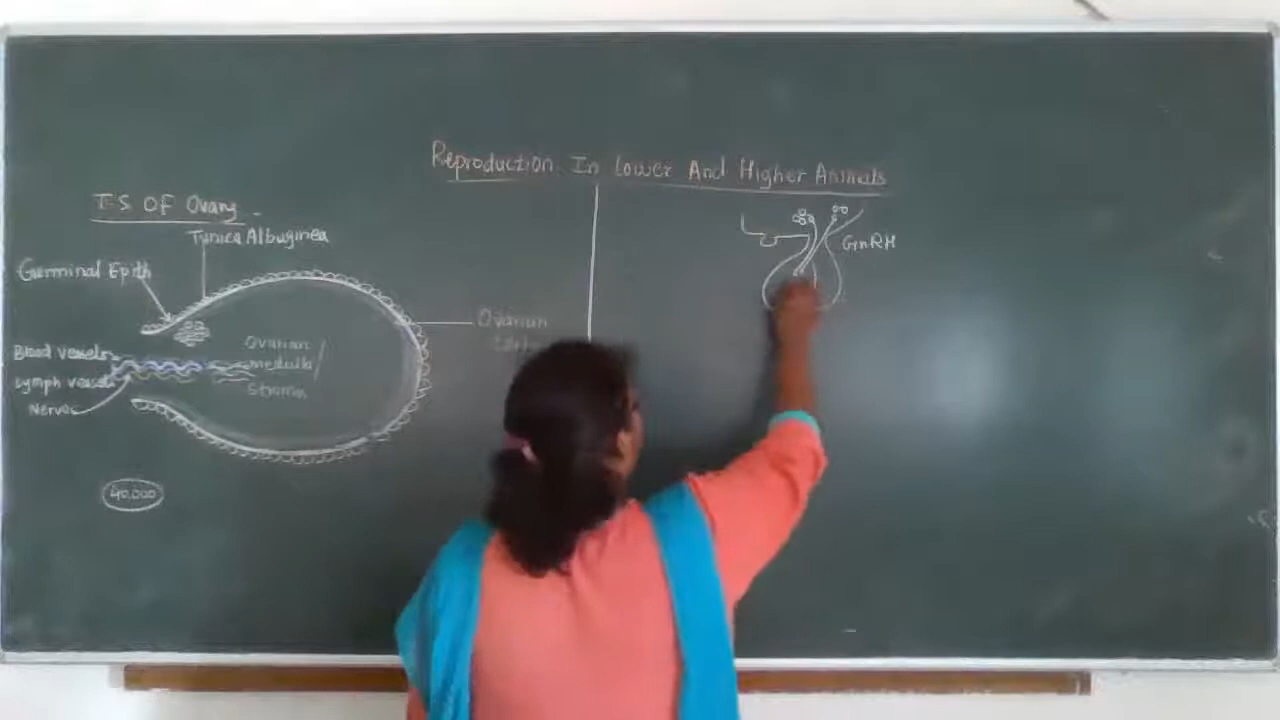 Reproduction In Lower And Higher Animals
T.S OF Ovary
Tunica Albuginea
Germinal Epith
Blood vessels
Lymph vessels
Nerves
Ovarian
medulla/
Stroma
Ovarian
40,000
GnRH